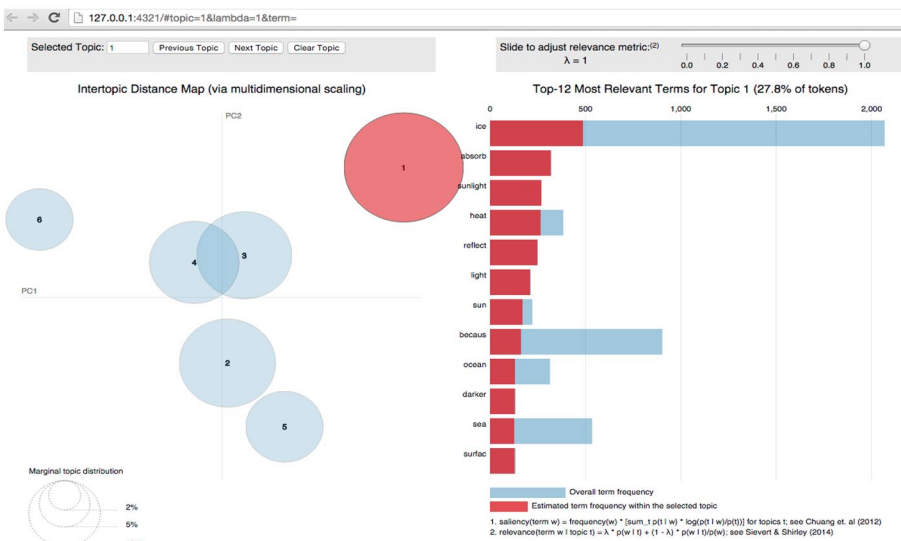 127.0.0.1:4321/#topic=1&lambda=1&term=
Selected Topic: 1 Previous Topic Next Topic Clear Topic
Slide to adjust relevance metric:(2)
λ = 1
0.0 0.2 0.4 0.6 0.8 1.0
Intertopic Distance Map (via multidimensional scaling)
PC2
PC1
1
6
4
3
2
5
Marginal topic distribution
2%
5%
Top-12 Most Relevant Terms for Topic 1 (27.8% of tokens)
0 500 1,000 1,500 2,000
ice
absorb
sunlight
heat
reflect
light
sun
becaus
ocean
darker
sea
surfac
Overall term frequency
Estimated term frequency within the selected topic
1. saliency(term w) = frequency(w) * [sum_t p(t | w) * log(p(t | w)/p(t))] for topics t; see Chuang et. al (2012)
2. relevance(term w | topic t) = λ * p(w | t) + (1 - λ) * p(w | t)/p(w); see Sievert & Shirley (2014)